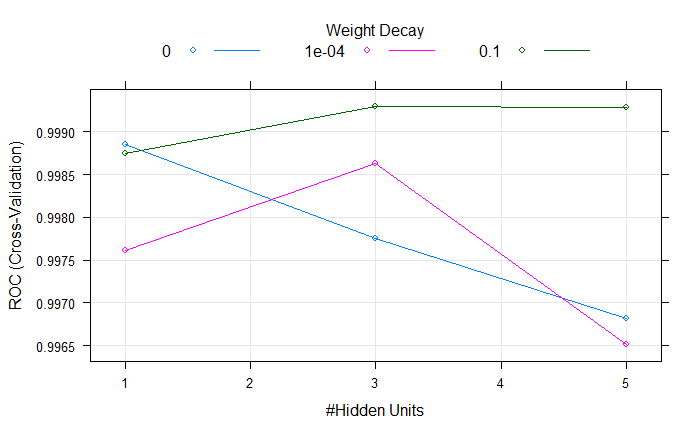 Weight Decay
0 1e-04 0.1
ROC (Cross-Validation)
0.9990
0.9985
0.9980
0.9975
0.9970
0.9965
1 2 3 4 5
#Hidden Units